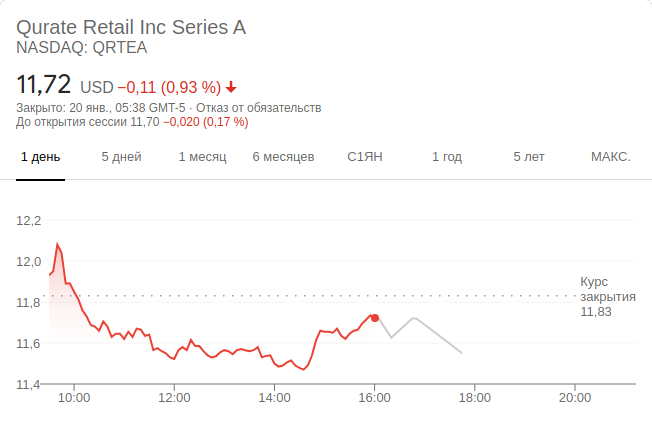 Qurate Retail Inc Series A
NASDAQ: QRTEA
11,72 USD −0,11 (0,93 %)
Закрыто: 20 янв., 05:38 GMT-5 · Отказ от обязательств
До открытия сессии 11,70 −0,020 (0,17 %)
1 день 5 дней 1 месяц 6 месяцев С1ЯН 1 год 5 лет МАКС.
12,2
12,0
Курс
закрытия
11,83
11,8
11,6
11,4
10:00 12:00 14:00 16:00 18:00 20:00